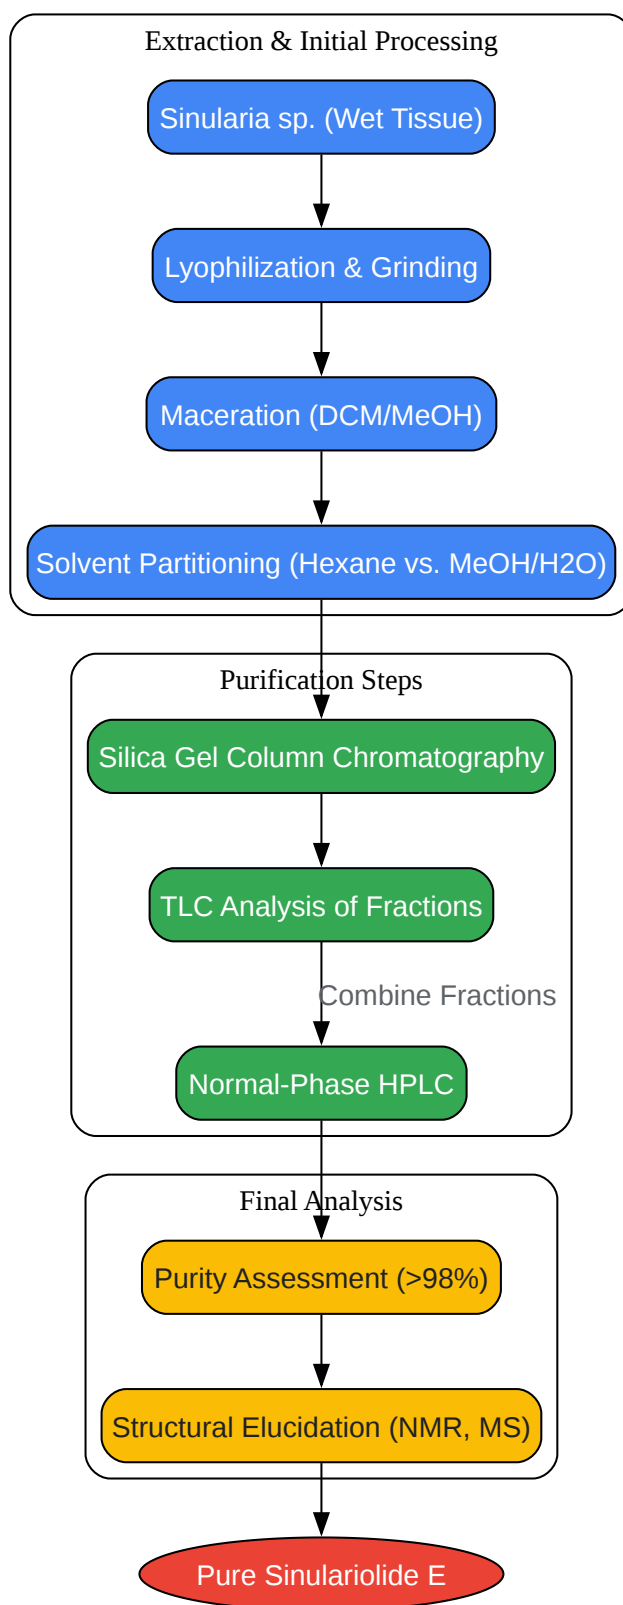 Extraction & Initial Processing
Sinularia sp. (Wet Tissue)
Lyophilization & Grinding
Maceration (DCM/MeOH)
Solvent Partitioning (Hexane vs. MeOH/H2O)
Purification Steps
Silica Gel Column Chromatography
TLC Analysis of Fractions
Combine Fractions
Normal-Phase HPLC
Final Analysis
Purity Assessment (>98%)
Structural Elucidation (NMR, MS)
Pure Sinulariolide E